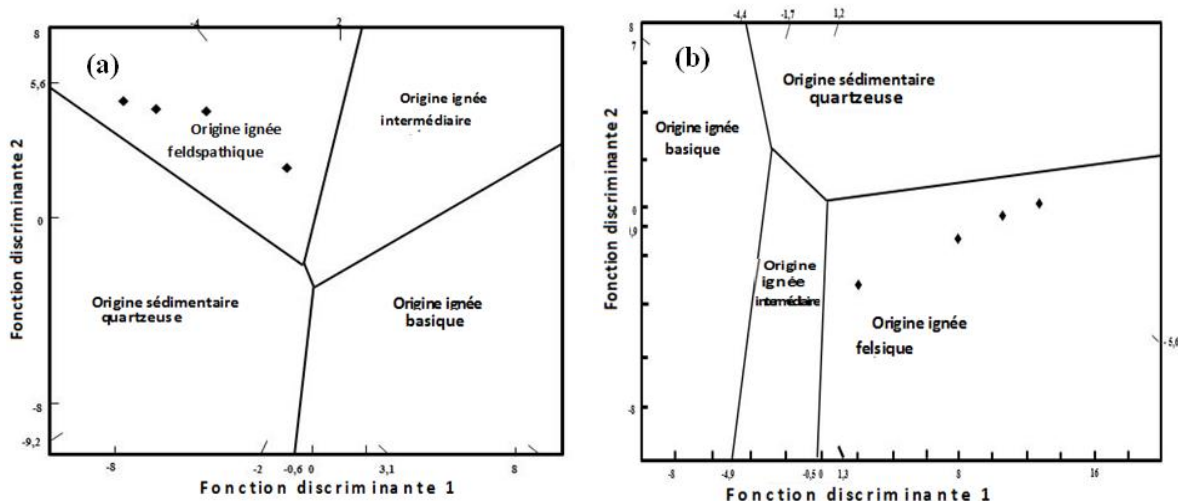 -4
2
8
(a)
5,6
Origine ignée
intermédiaire
Origine ignée
feldspathique
Fonction discriminante 2
0
Origine sédimentaire
quartzeuse
Origine ignée
basique
-8
-9,2
-8
-2
-0,6
0
3,1
8
Fonction discriminante 1
-4,4
-1,7
1,2
8
7
(b)
Origine sédimentaire
quartzeuse
Origine ignée
basique
Fonction discriminante 2
0
Origine
ignée
intermédiaire
Origine ignée
felsique
-5,6
-8
-8
-4,9
-0,5
0
1,3
8
16
Fonction discriminante 1